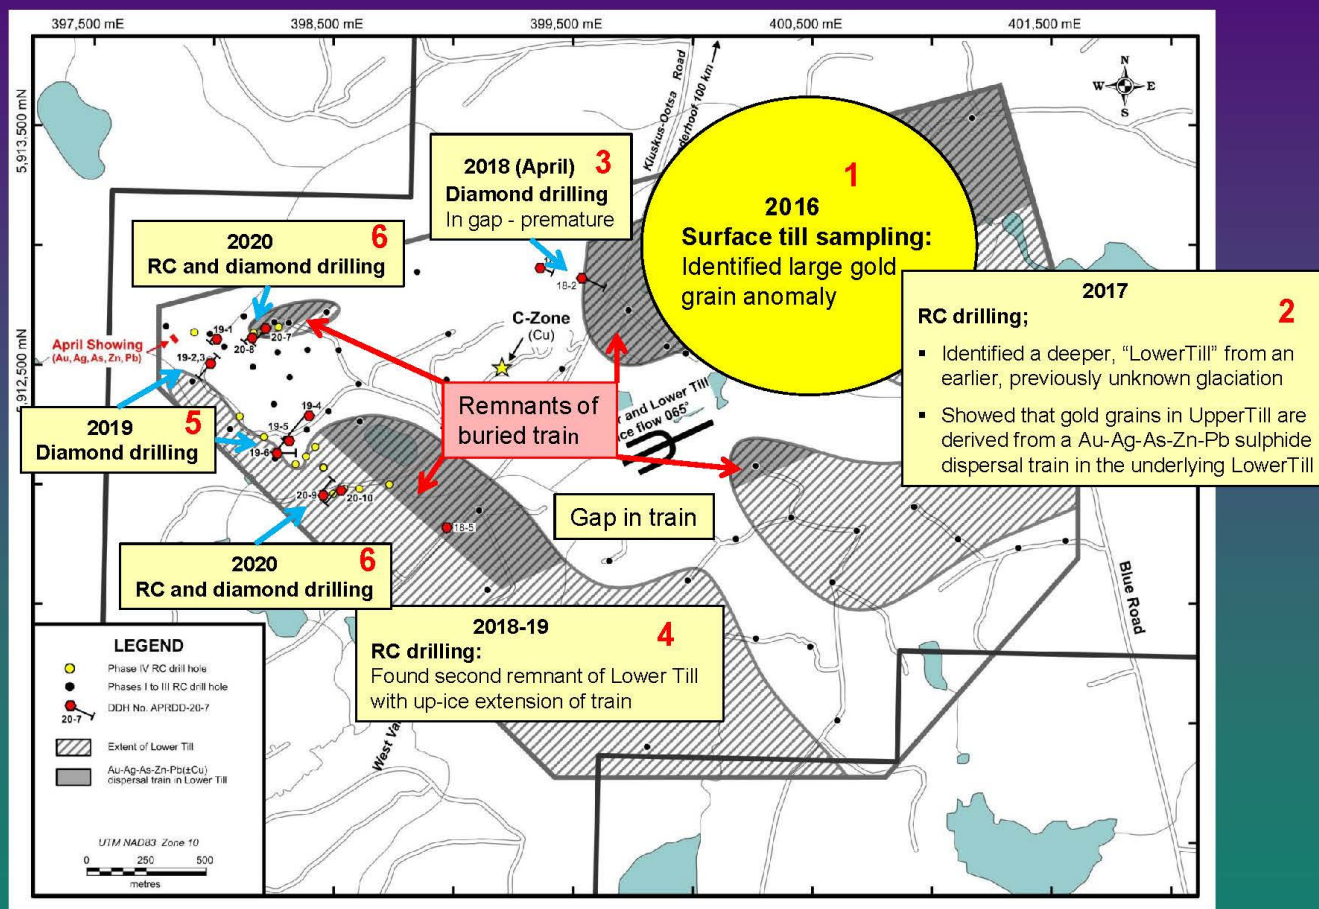 397,500 mE
398,500 mE
399,500 mE
400,500 mE
401,500 mE
5,913,500 mN
5,912,500 mN
Kluskus-Ootsa Road
derhoof 100 km
N
W E
S
1
2016
Surface till sampling:
Identified large gold
grain anomaly
2018 (April) 3
Diamond drilling
In gap - premature
2020 6
RC and diamond drilling
2017
RC drilling; 2
▪ Identified a deeper, “LowerTill” from an
earlier, previously unknown glaciation
▪ Showed that gold grains in UpperTill are
derived from a Au-Ag-As-Zn-Pb sulphide
dispersal train in the underlying LowerTill
18-2
C-Zone
(Cu)
April Showing
(Au, Ag, As, Zn, Pb)
19-1
20-7
20-8
19-2,3
19-4
19-5
19-6
20-9
20-10
18-5
Remnants of
buried train
r and Lower Till
ice flow 065°
2019 5
Diamond drilling
Gap in train
2020 6
RC and diamond drilling
2018-19 4
RC drilling:
Found second remnant of Lower Till
with up-ice extension of train
Blue Road
West Va
LEGEND
Phase IV RC drill hole
Phases I to III RC drill hole
DDH No. APRDD-20-7
20-7
Extent of Lower Till
Au-Ag-As-Zn-Pb(±Cu)
dispersal train in Lower Till
UTM NAD83 Zone 10
0 250 500
metres